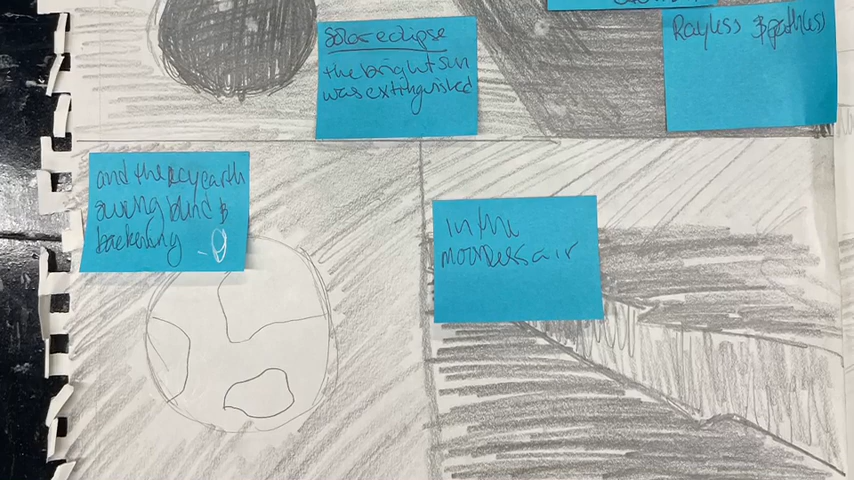 Solar eclipse
the bright sun
was extinguished
Rayless & pathless
and the icy earth
swung blind &
blackening
in the
moonless air